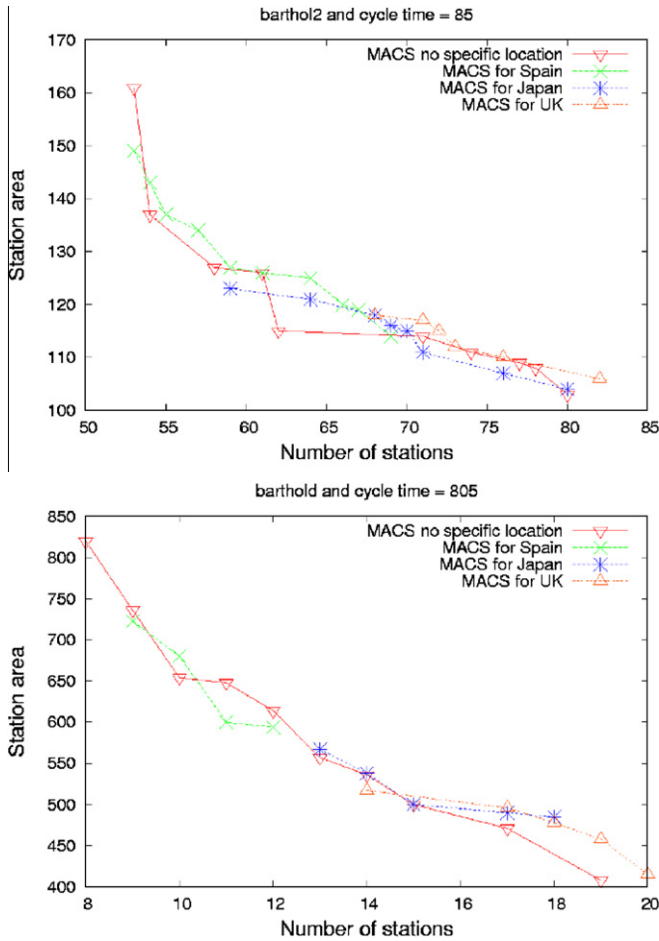 barthol2 and cycle time = 85
170
160
150
140
130
120
110
100
Station area
MACS no specific location
MACS for Spain
MACS for Japan
MACS for UK
50 55 60 65 70 75 80 85
Number of stations
barthold and cycle time = 805
850
800
750
700
650
600
550
500
450
400
Station area
MACS no specific location
MACS for Spain
MACS for Japan
MACS for UK
8 10 12 14 16 18 20
Number of stations